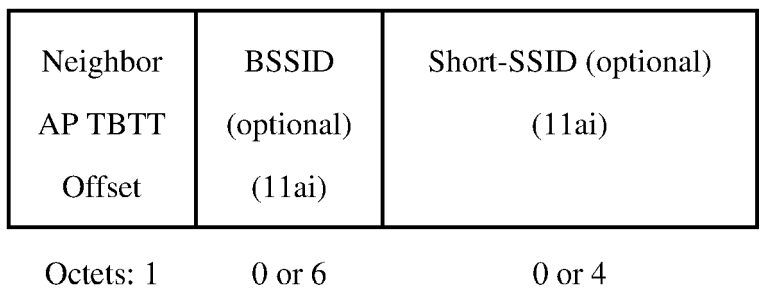 Neighbor
AP TBTT
Offset
BSSID
(optional)
(11ai)
Short-SSID (optional)
(11ai)
Octets: 1
0 or 6
0 or 4